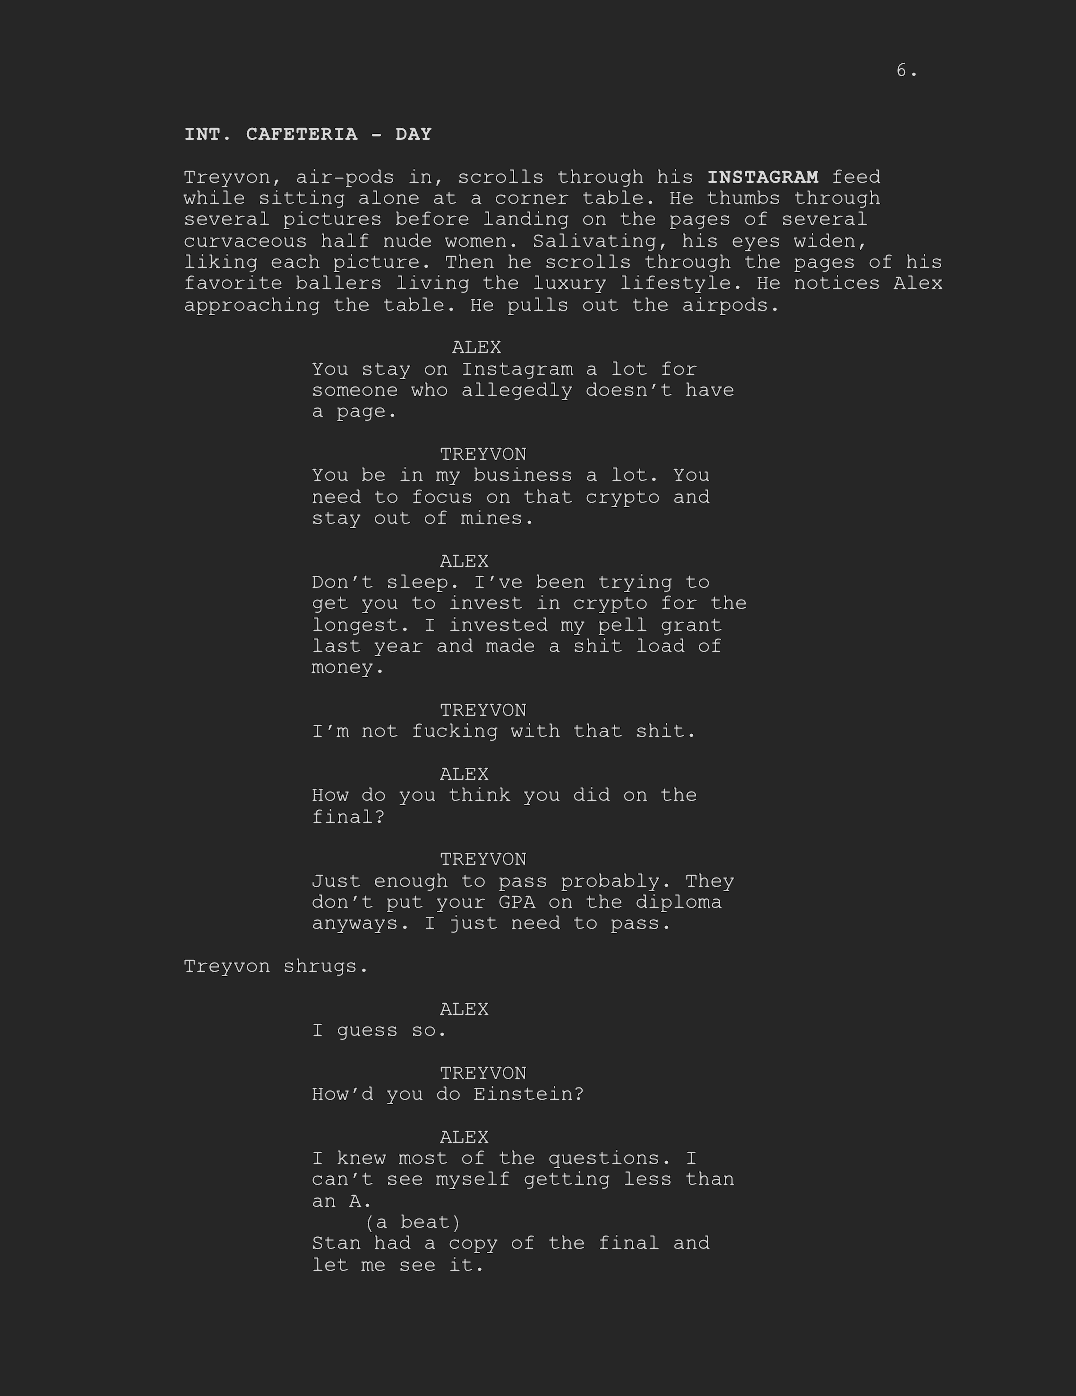 6.
INT. CAFETERIA - DAY
Treyvon, air-pods in, scrolls through his INSTAGRAM feed
while sitting alone at a corner table. He thumbs through
several pictures before landing on the pages of several
curvaceous half nude women. Salivating, his eyes widen,
liking each picture. Then he scrolls through the pages of his
favorite ballers living the luxury lifestyle. He notices Alex
approaching the table. He pulls out the airpods.
ALEX
You stay on Instagram a lot for
someone who allegedly doesn't have
a page.
TREYVON
You be in my business a lot. You
need to focus on that crypto and
stay out of mines.
ALEX
Don't sleep. I've been trying to
get you to invest in crypto for the
longest. I invested my pell grant
last year and made a shit load of
money.
TREYVON
I'm not fucking with that shit.
ALEX
How do you think you did on the
final?
TREYVON
Just enough to pass probably. They
don't put your GPA on the diploma
anyways. I just need to pass.
Treyvon shrugs.
ALEX
I guess so.
TREYVON
How'd you do Einstein?
ALEX
I knew most of the questions. I
can't see myself getting less than
an A.
(a beat)
Stan had a copy of the final and
let me see it.